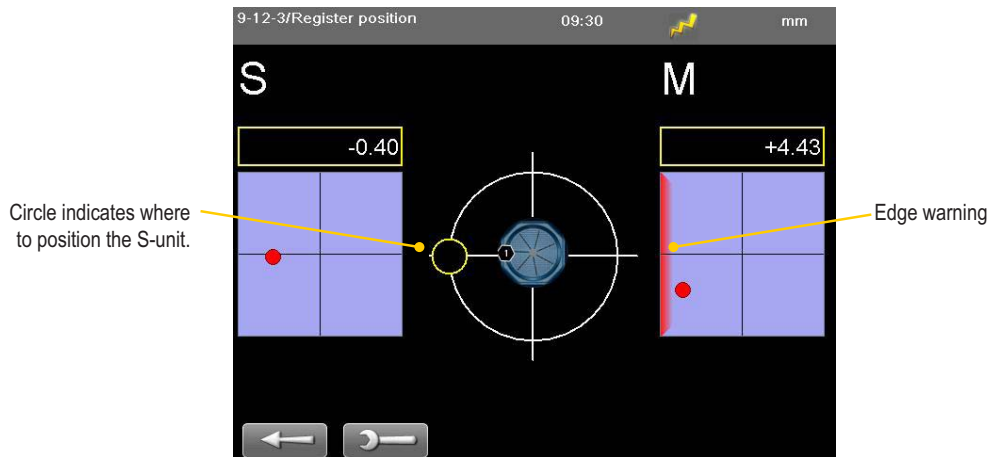 9-12-3/Register position 09:30 mm
S M
-0.40 +4.43
Circle indicates where
to position the S-unit.
Edge warning
1